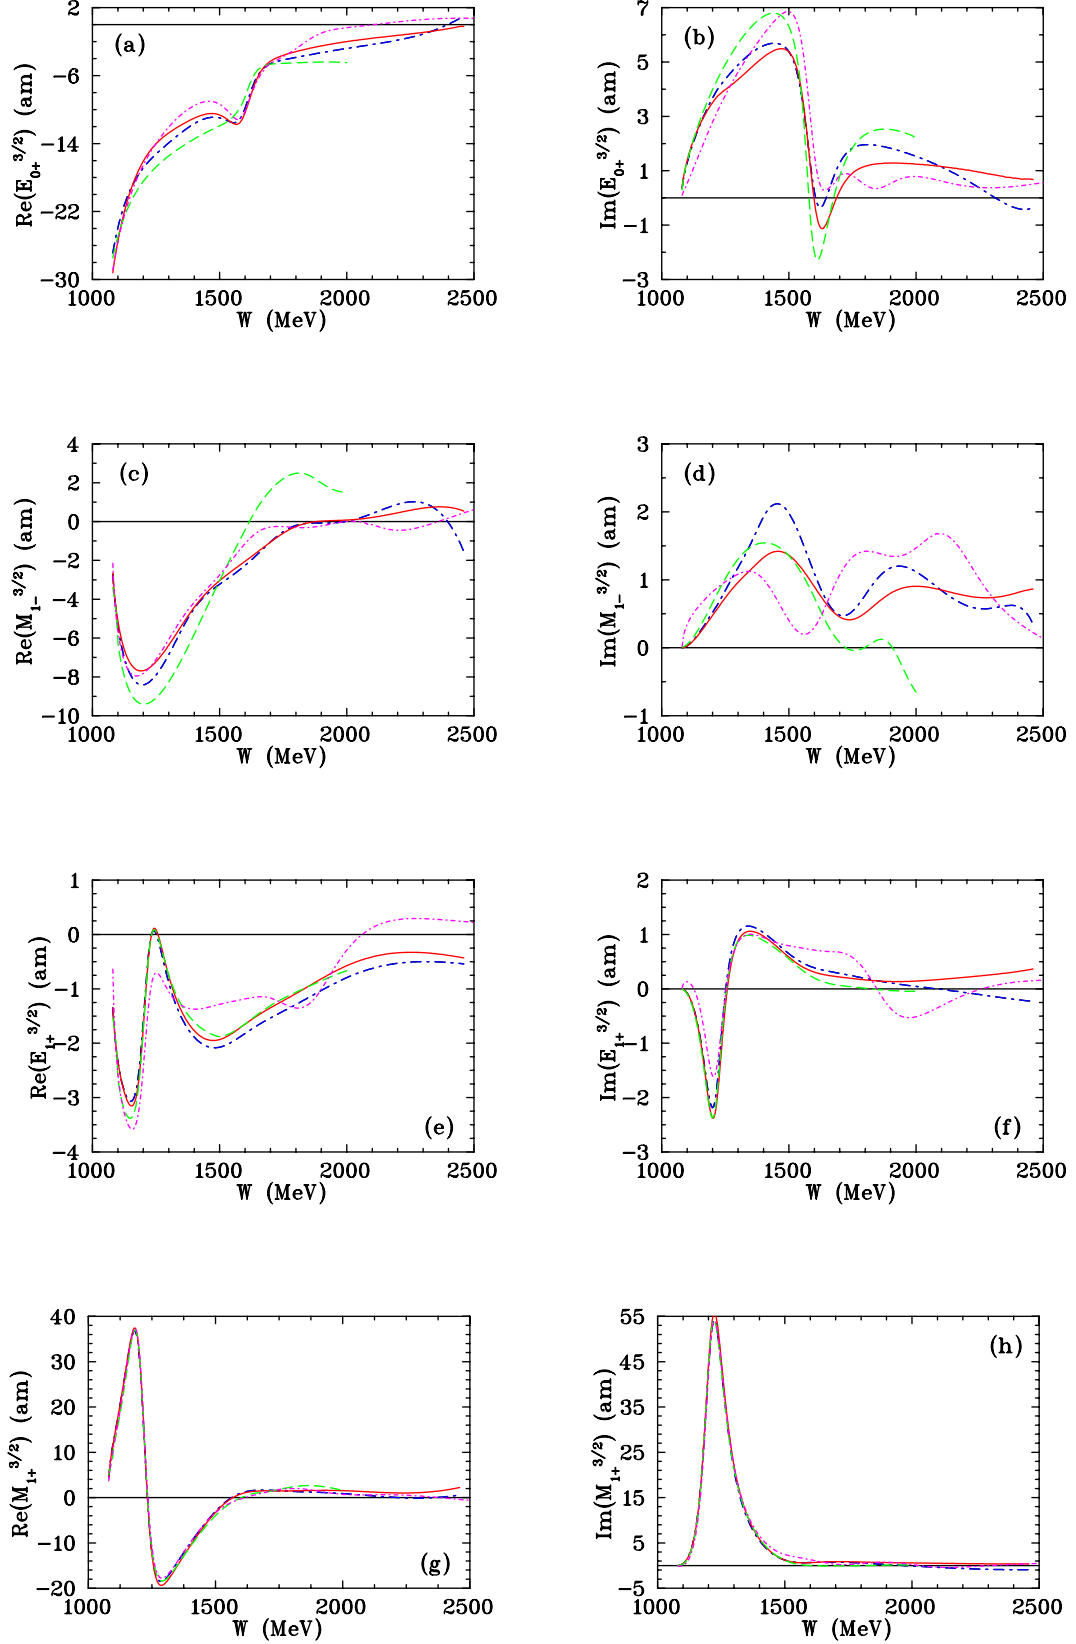 2
−6
−14
−22
−30
1000 1500 2000 2500
W (MeV)
Re(E₀₊³/²) (am)
(a)
7
5
3
1
−1
−3
1000 1500 2000 2500
W (MeV)
Im(E₀₊³/²) (am)
(b)
4
2
0
−2
−4
−6
−8
−10
1000 1500 2000 2500
W (MeV)
Re(M₁₋³/²) (am)
(c)
3
2
1
0
−1
1000 1500 2000 2500
W (MeV)
Im(M₁₋³/²) (am)
(d)
1
0
−1
−2
−3
−4
1000 1500 2000 2500
W (MeV)
Re(E₁₊³/²) (am)
(e)
2
1
0
−1
−2
−3
1000 1500 2000 2500
W (MeV)
Im(E₁₊³/²) (am)
(f)
40
30
20
10
0
−10
−20
1000 1500 2000 2500
W (MeV)
Re(M₁₊³/²) (am)
(g)
55
45
35
25
15
5
−5
1000 1500 2000 2500
W (MeV)
Im(M₁₊³/²) (am)
(h)